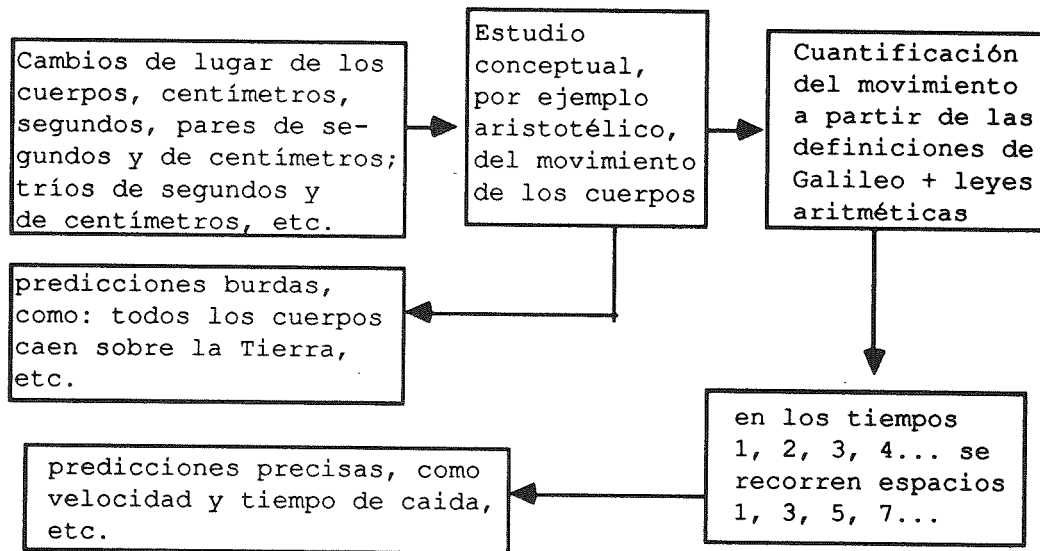 Cambios de lugar de los
cuerpos, centímetros,
segundos, pares de se-
gundos y de centímetros;
tríos de segundos y
de centímetros, etc.
Estudio
conceptual,
por ejemplo
aristotélico,
del movimiento
de los cuerpos
Cuantificación
del movimiento
a partir de las
definiciones de
Galileo + leyes
aritméticas
predicciones burdas,
como: todos los cuerpos
caen sobre la Tierra,
etc.
en los tiempos
1, 2, 3, 4... se
recorren espacios
1, 3, 5, 7...
predicciones precisas, como
velocidad y tiempo de caida,
etc.